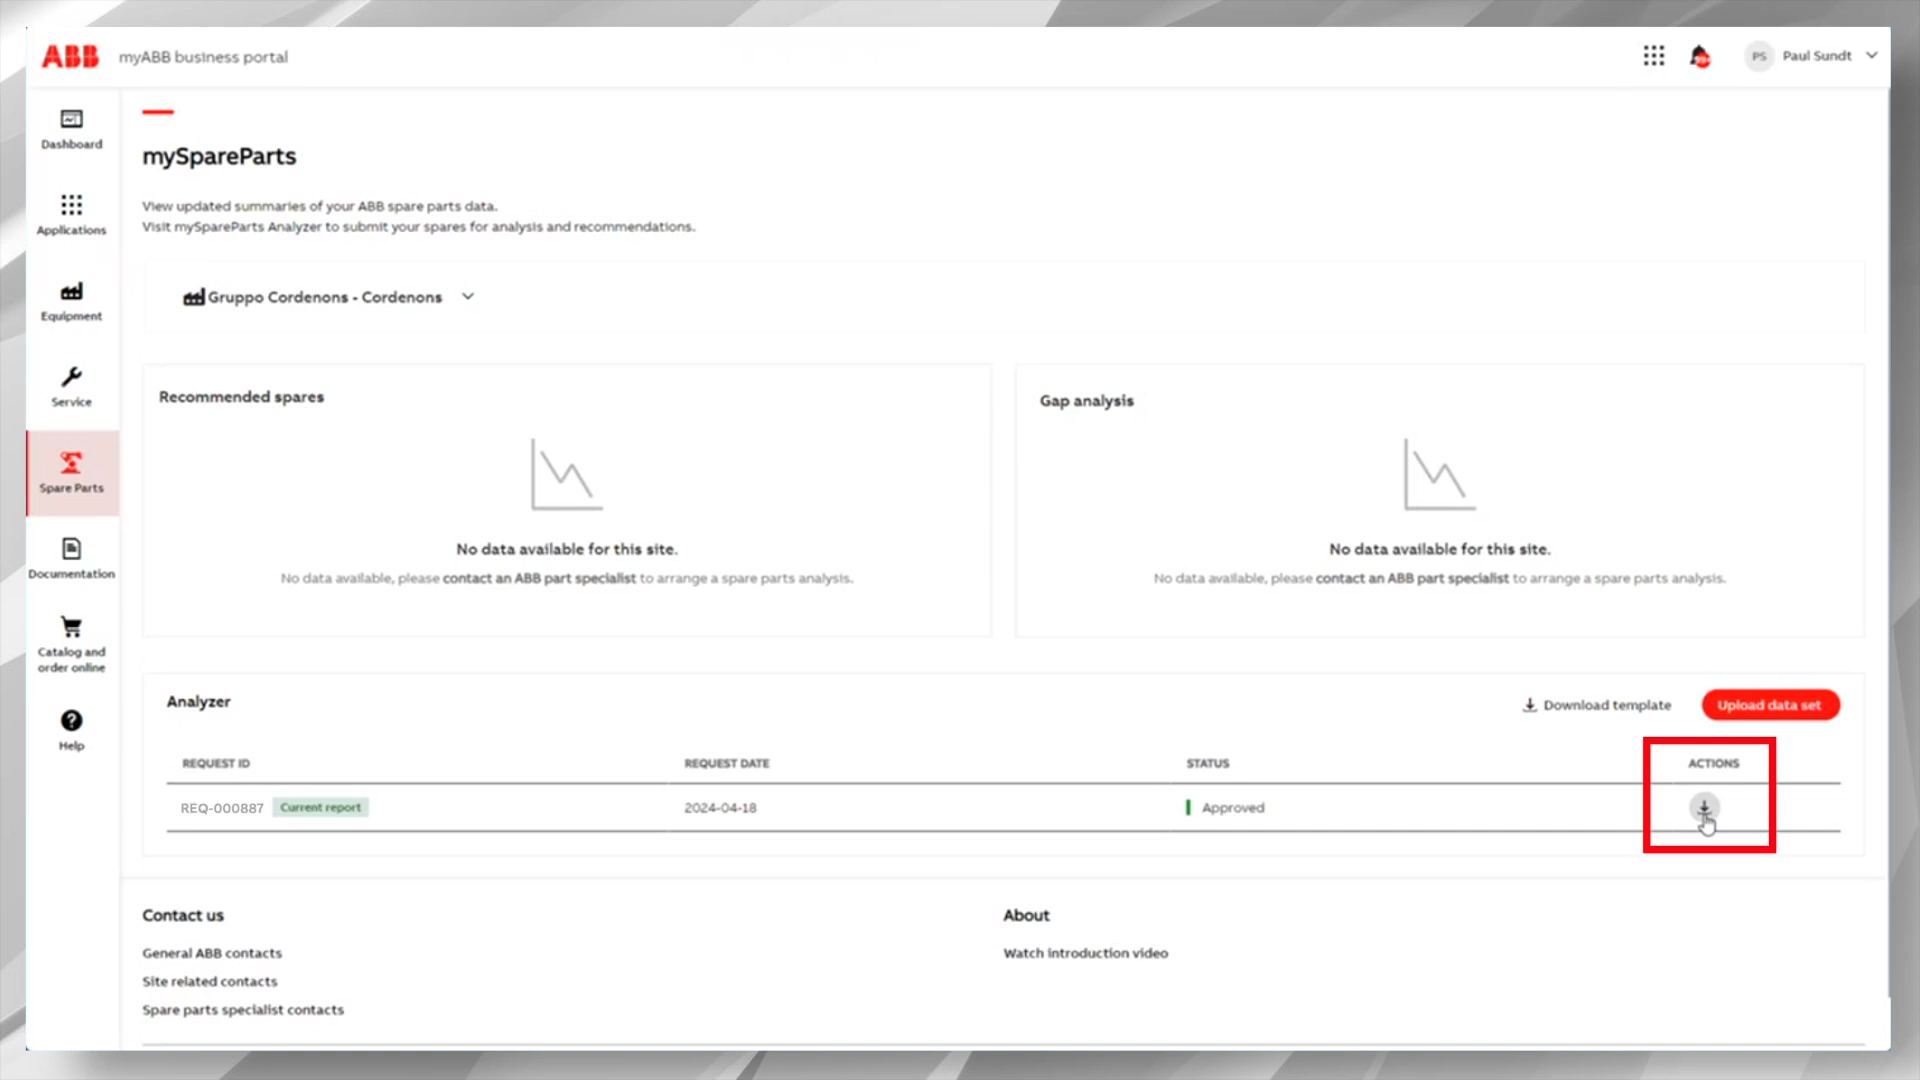 ABB myABB business portal
PS Paul Sundt
Dashboard
Applications
Equipment
Service
Spare Parts
Documentation
Catalog and
order online
Help
mySpareParts
View updated summaries of your ABB spare parts data.
Visit mySpareParts Analyzer to submit your spares for analysis and recommendations.
Gruppo Cordenons - Cordenons
Recommended spares
No data available for this site.
No data available, please contact an ABB part specialist to arrange a spare parts analysis.
Gap analysis
No data available for this site.
No data available, please contact an ABB part specialist to arrange a spare parts analysis.
Analyzer
Download template
Upload data set
REQUEST ID REQUEST DATE STATUS ACTIONS
REQ-000887 Current report 2024-04-18 Approved
Contact us
General ABB contacts
Site related contacts
Spare parts specialist contacts
About
Watch introduction video